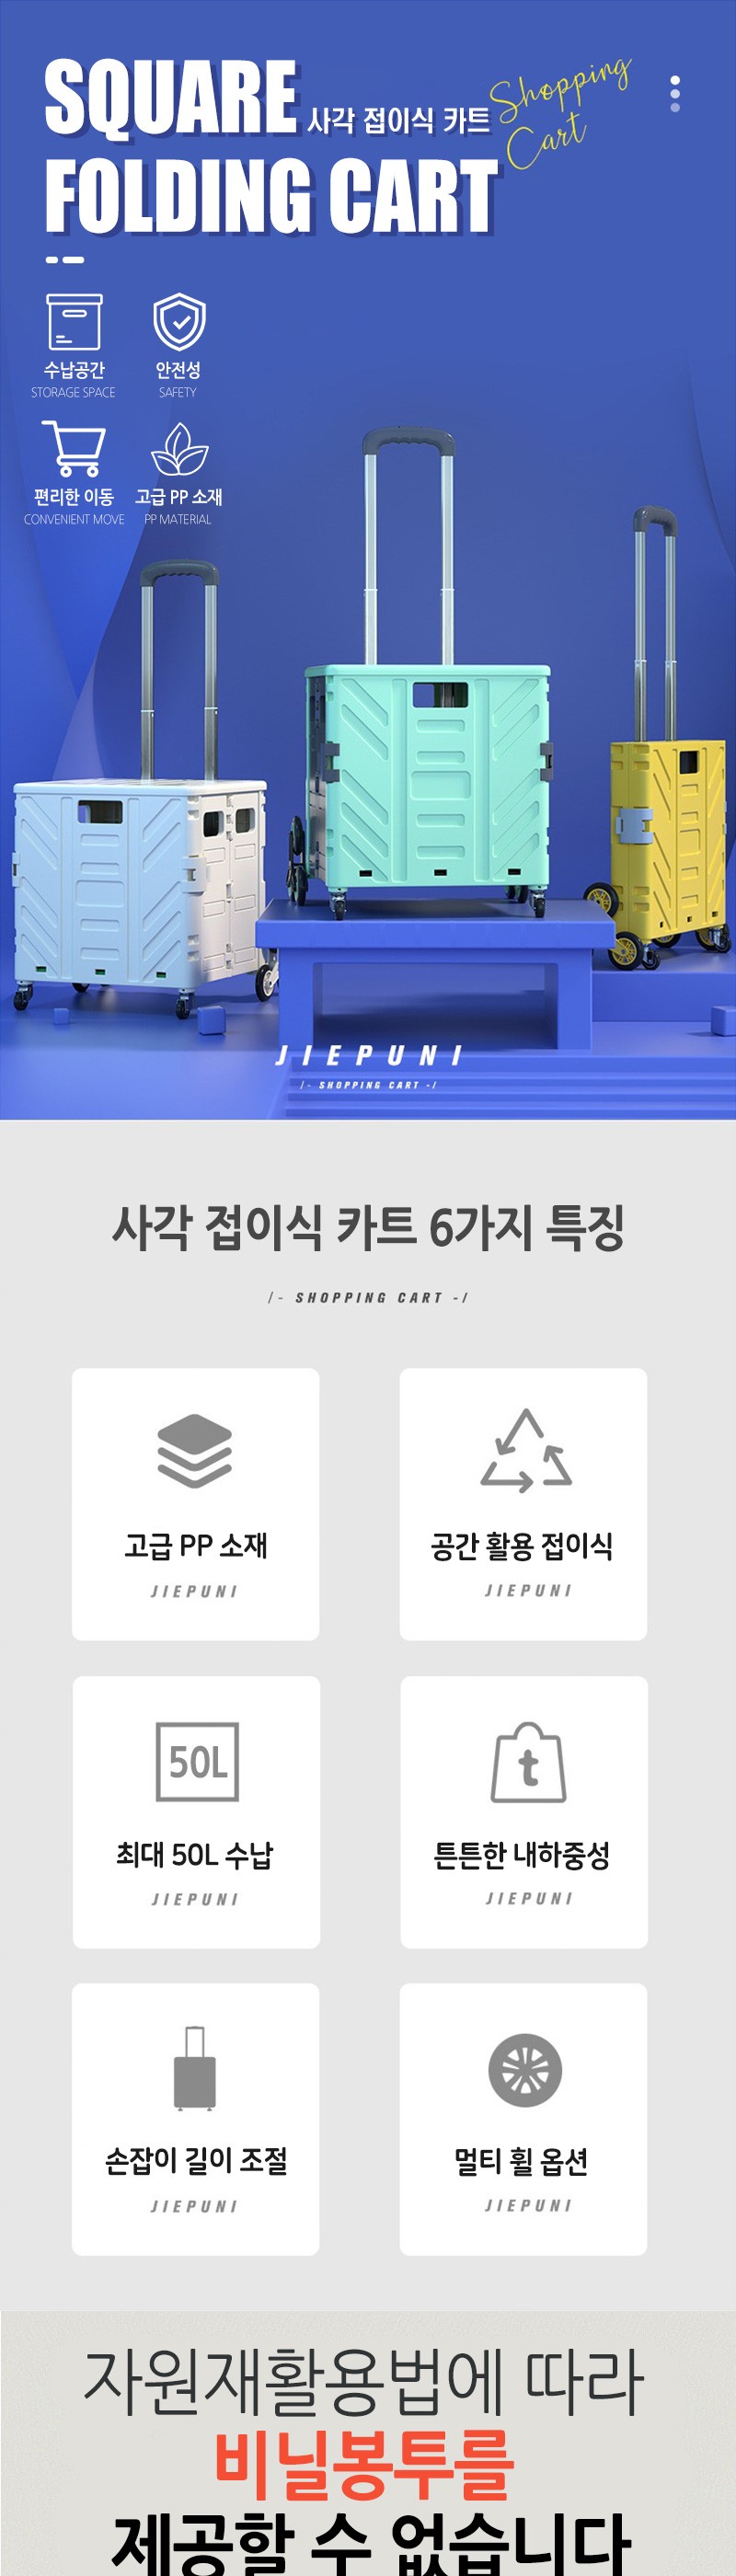 SQUARE 사각 접이식 카트
Shopping
Cart
FOLDING CART
수납공간
STORAGE SPACE
안전성
SAFETY
편리한 이동
CONVENIENT MOVE
고급 PP 소재
PP MATERIAL
JIEPUNI
/- SHOPPING CART -/
사각 접이식 카트 6가지 특징
/- SHOPPING CART -/
고급 PP 소재
JIEPUNI
공간 활용 접이식
JIEPUNI
50L
최대 50L 수납
JIEPUNI
t
튼튼한 내하중성
JIEPUNI
손잡이 길이 조절
JIEPUNI
멀티 휠 옵션
JIEPUNI
자원재활용법에 따라
비닐봉투를
제공할 수 없습니다